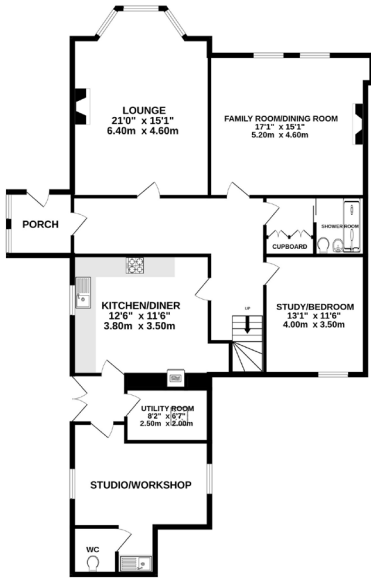 LOUNGE
21'0" x 15'1"
6.40m x 4.60m
FAMILY ROOM/DINING ROOM
17'1" x 15'1"
5.20m x 4.60m
PORCH
SHOWER ROOM
CUPBOARD
KITCHEN/DINER
12'6" x 11'6"
3.80m x 3.50m
UP
STUDY/BEDROOM
13'1" x 11'6"
4.00m x 3.50m
UTILITY ROOM
8'2" x 6'7"
2.50m x 2.00m
STUDIO/WORKSHOP
WC